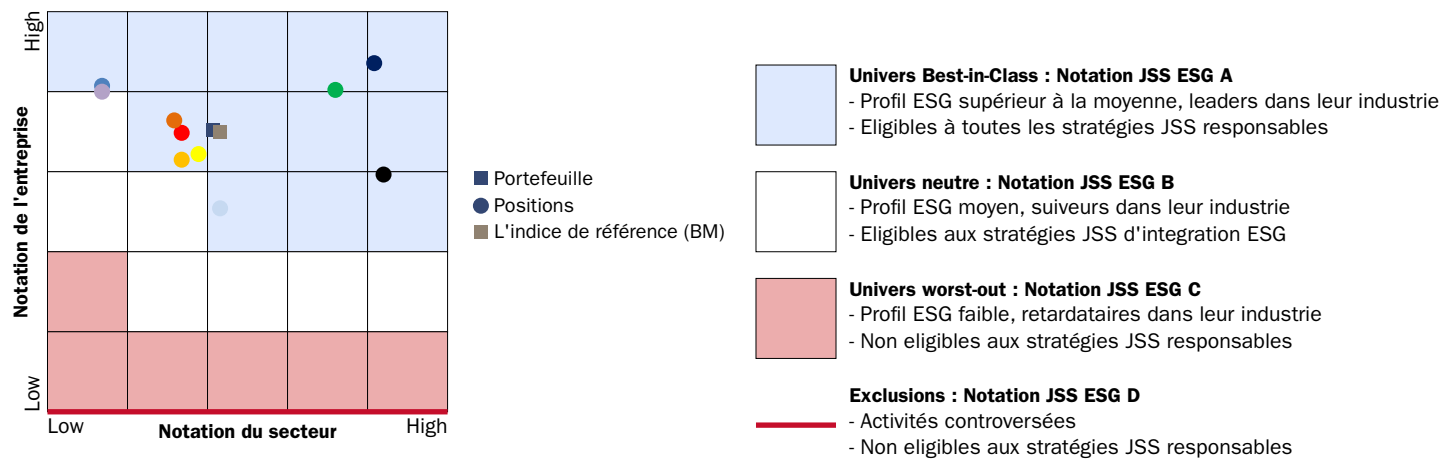 High
Notation de l'entreprise
Low
Low
Notation du secteur
High
Portefeuille
Positions
L'indice de référence (BM)
Univers Best-in-Class : Notation JSS ESG A
- Profil ESG supérieur à la moyenne, leaders dans leur industrie
- Eligibles à toutes les stratégies JSS responsables
Univers neutre : Notation JSS ESG B
- Profil ESG moyen, suiveurs dans leur industrie
- Eligibles aux stratégies JSS d'integration ESG
Univers worst-out : Notation JSS ESG C
- Profil ESG faible, retardataires dans leur industrie
- Non eligibles aux stratégies JSS responsables
Exclusions : Notation JSS ESG D
- Activités controversées
- Non eligibles aux stratégies JSS responsables